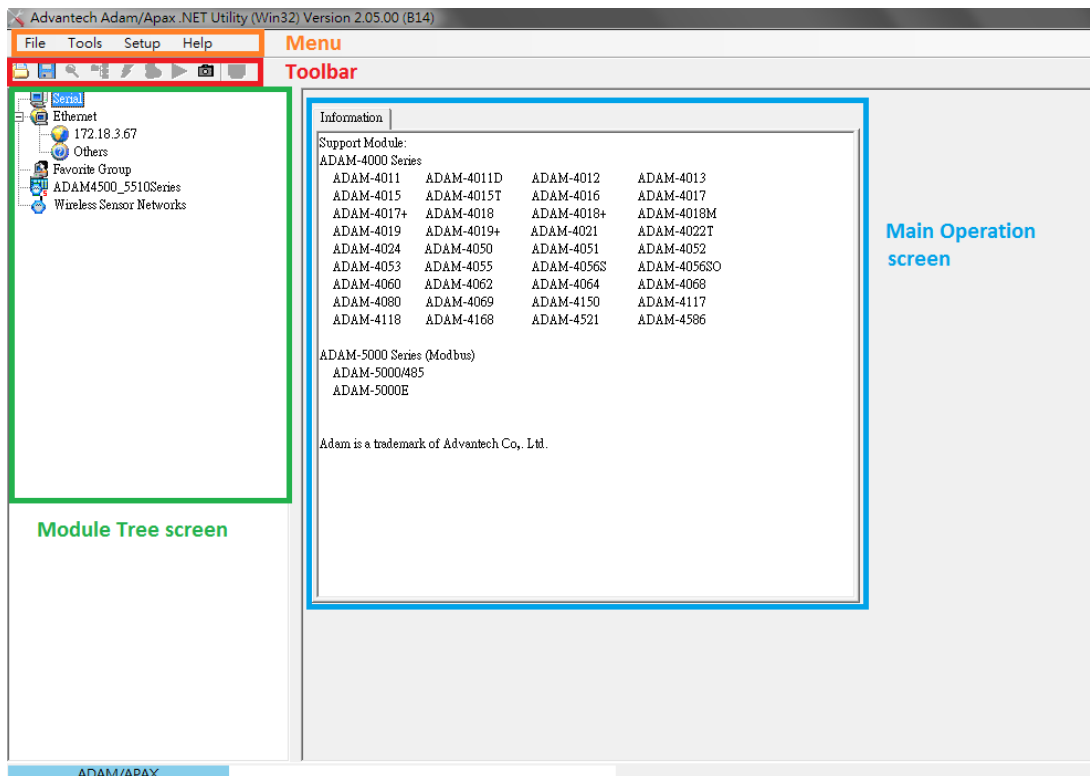 Advantech Adam/Apax .NET Utility (Win32) Version 2.05.00 (B14)
File Tools Setup Help Menu
Toolbar
Serial
Ethernet
172.18.3.67
Others
Favorite Group
ADAM4500_5510Series
Wireless Sensor Networks
Module Tree screen
Information
Support Module:
ADAM-4000 Series
ADAM-4011 ADAM-4011D ADAM-4012 ADAM-4013
ADAM-4015 ADAM-4015T ADAM-4016 ADAM-4017
ADAM-4017+ ADAM-4018 ADAM-4018+ ADAM-4018M
ADAM-4019 ADAM-4019+ ADAM-4021 ADAM-4022T
ADAM-4024 ADAM-4050 ADAM-4051 ADAM-4052
ADAM-4053 ADAM-4055 ADAM-4056S ADAM-4056SO
ADAM-4060 ADAM-4062 ADAM-4064 ADAM-4068
ADAM-4080 ADAM-4069 ADAM-4150 ADAM-4117
ADAM-4118 ADAM-4168 ADAM-4521 ADAM-4586
ADAM-5000 Series (Modbus)
ADAM-5000/485
ADAM-5000E
Adam is a trademark of Advantech Co,. Ltd.
Main Operation
screen
ADAM/APAX